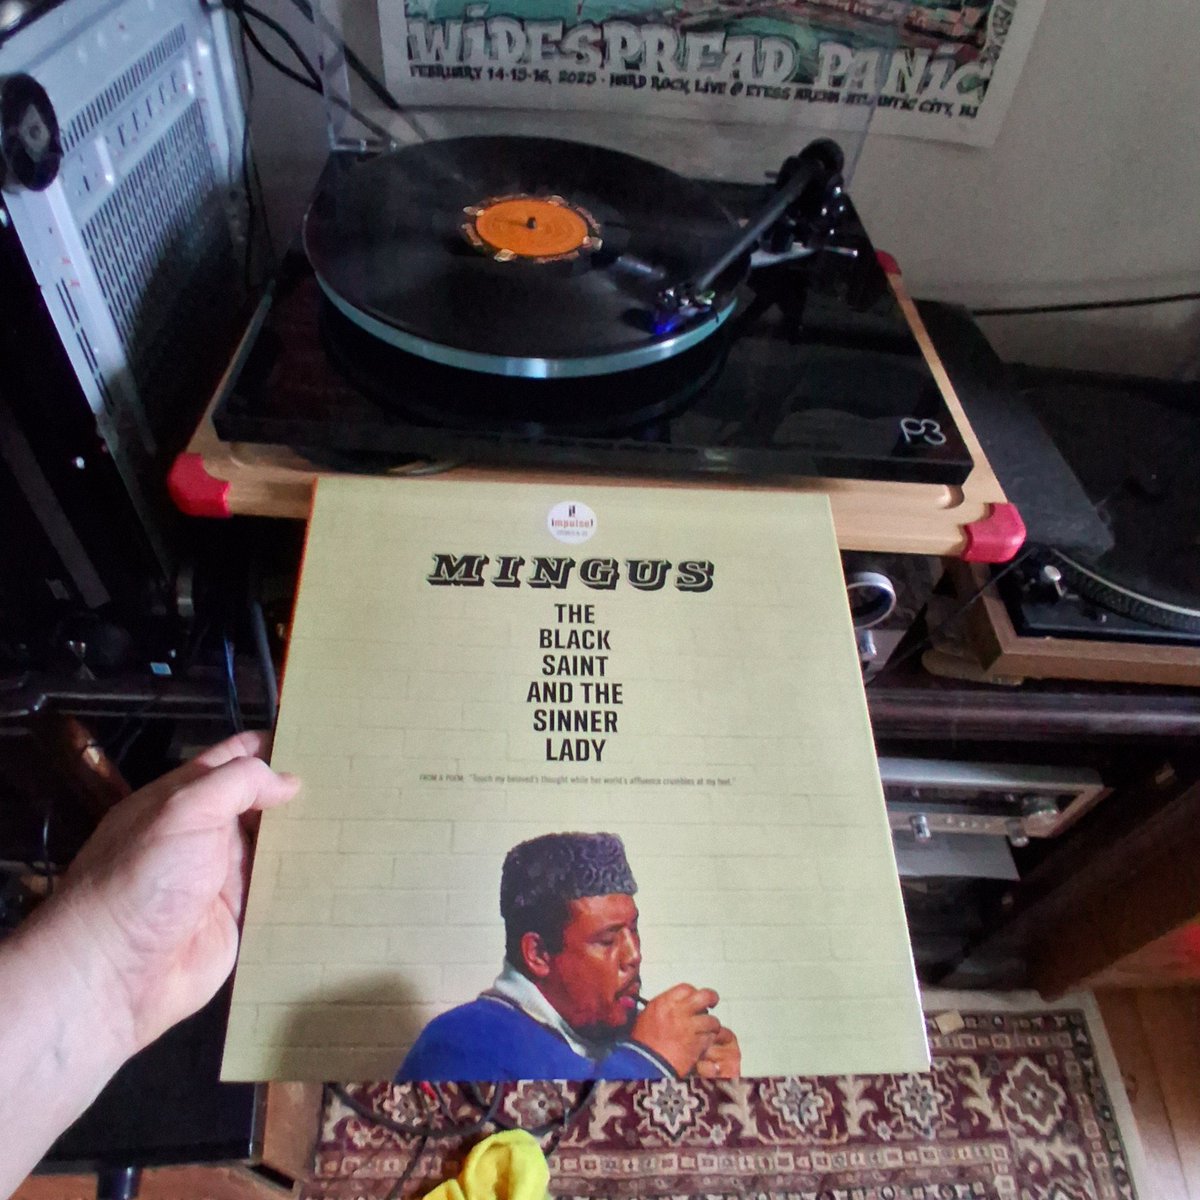 WIDESPREAD PANIC
FEBRUARY 14-15-16, 2025 - HARD ROCK LIVE @ ETESS ARENA ATLANTIC CITY, NJ
P3
impulse!
MINGUS
THE
BLACK
SAINT
AND THE
SINNER
LADY
FROM A POEM: "Touch my beloved's thought while her world's affluence crumbles at my feet."